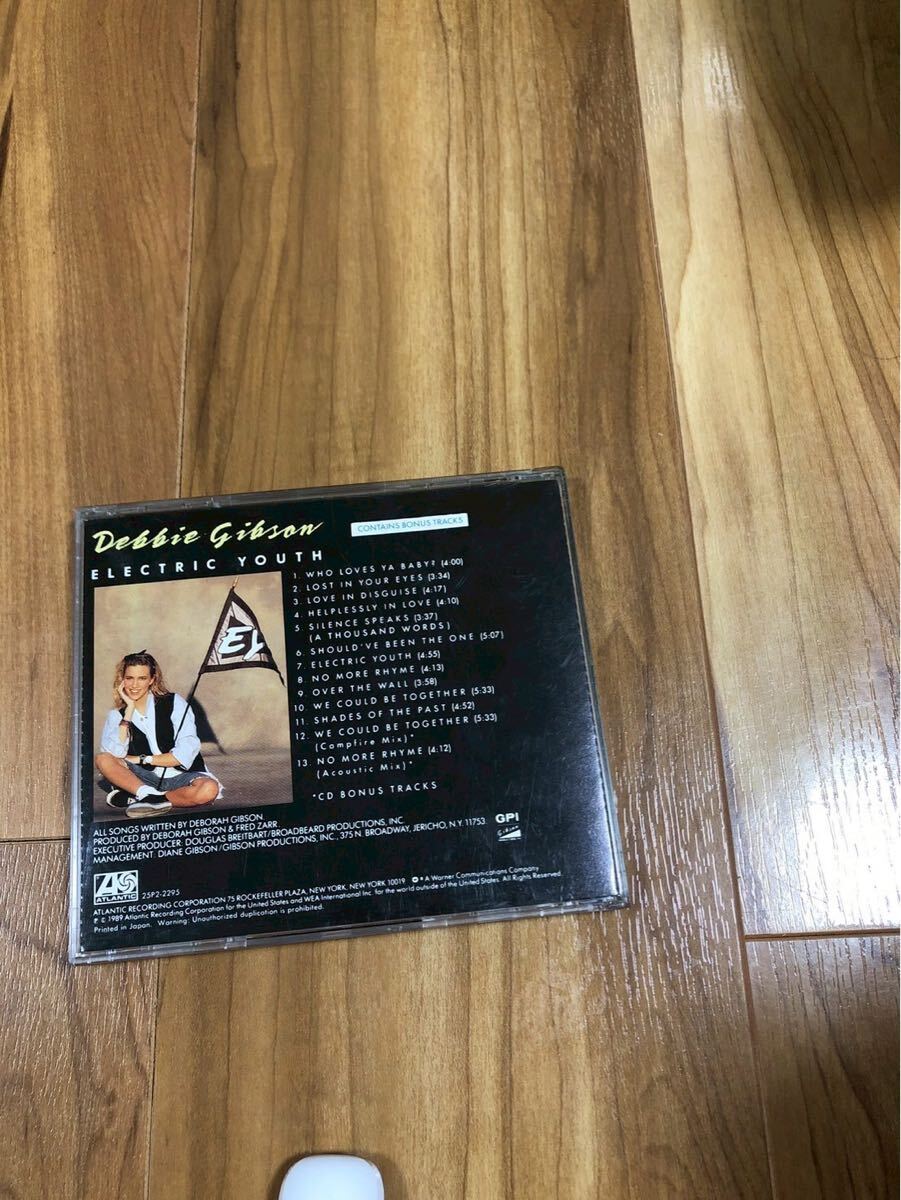 Debbie Gibson
CONTAINS BONUS TRACKS
ELECTRIC YOUTH
1. WHO LOVES YA BABY? (4:00)
2. LOST IN YOUR EYES (3:34)
3. LOVE IN DISGUISE (4:17)
4. HELPLESSLY IN LOVE (4:10)
5. SILENCE SPEAKS (3:37)
(A THOUSAND WORDS)
6. SHOULD'VE BEEN THE ONE (5:07)
7. ELECTRIC YOUTH (4:55)
8. NO MORE RHYME (4:13)
9. OVER THE WALL (3:58)
10. WE COULD BE TOGETHER (5:33)
11. SHADES OF THE PAST (4:52)
12. WE COULD BE TOGETHER (5:33)
(Campfire Mix)*
13. NO MORE RHYME (4:12)
(Acoustic Mix)*
*CD BONUS TRACKS
EY
ALL SONGS WRITTEN BY DEBORAH GIBSON.
PRODUCED BY DEBORAH GIBSON & FRED ZARR
EXECUTIVE PRODUCER: DOUGLAS BREITBART/BROADBEARD PRODUCTIONS, INC.
MANAGEMENT: DIANE GIBSON/GIBSON PRODUCTIONS, INC., 375 N. BROADWAY, JERICHO, N.Y. 11753.
GPI
Gibson
ATLANTIC
25P2-2295
ATLANTIC RECORDING CORPORATION 75 ROCKEFELLER PLAZA, NEW YORK, NEW YORK 10019 A Warner Communications Company
℗ © 1989 Atlantic Recording Corporation for the United States and WEA International Inc. for the world outside of the United States. All Rights Reserved.
Printed in Japan. Warning: Unauthorized duplication is prohibited.